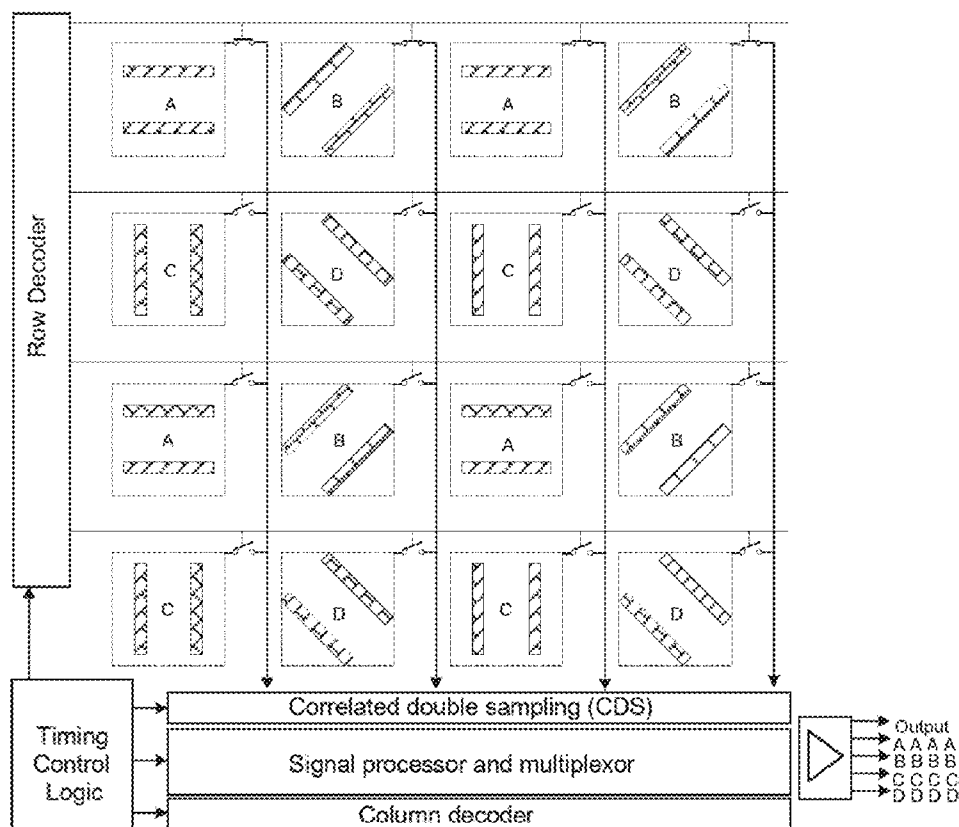 Row Decoder
A B A B
C D C D
A B A B
C D C D
Timing
Control
Logic
Correlated double sampling (CDS)
Signal processor and multiplexor
Column decoder
Output
A A A A
B B B B
C C C C
D D D D